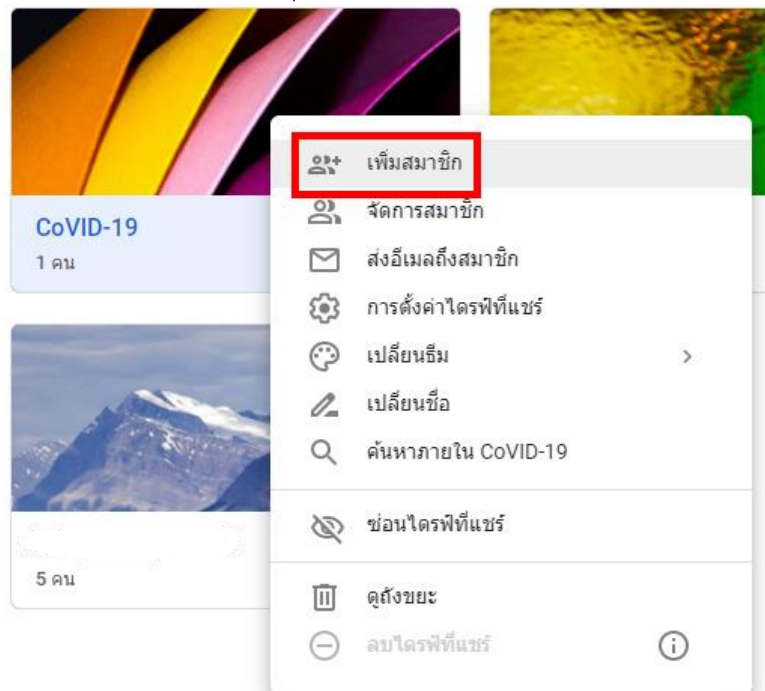 เพิ่มสมาชิก
จัดการสมาชิก
CoVID-19
1 คน
ส่งอีเมลถึงสมาชิก
การตั้งค่าไดรฟ์ที่แชร์
เปลี่ยนธีม
เปลี่ยนชื่อ
ค้นหาภายใน CoVID-19
ซ่อนไดรฟ์ที่แชร์
5 คน
ดูถังขยะ
ลบไดรฟ์ที่แชร์